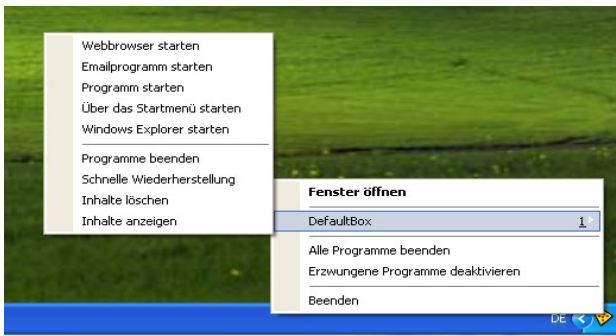 Webbrowser starten
Emailprogramm starten
Programm starten
Über das Startmenü starten
Windows Explorer starten
Programme beenden
Schnelle Wiederherstellung
Inhalte löschen
Inhalte anzeigen
Fenster öffnen
DefaultBox 1
Alle Programme beenden
Erzwungene Programme deaktivieren
Beenden
DE